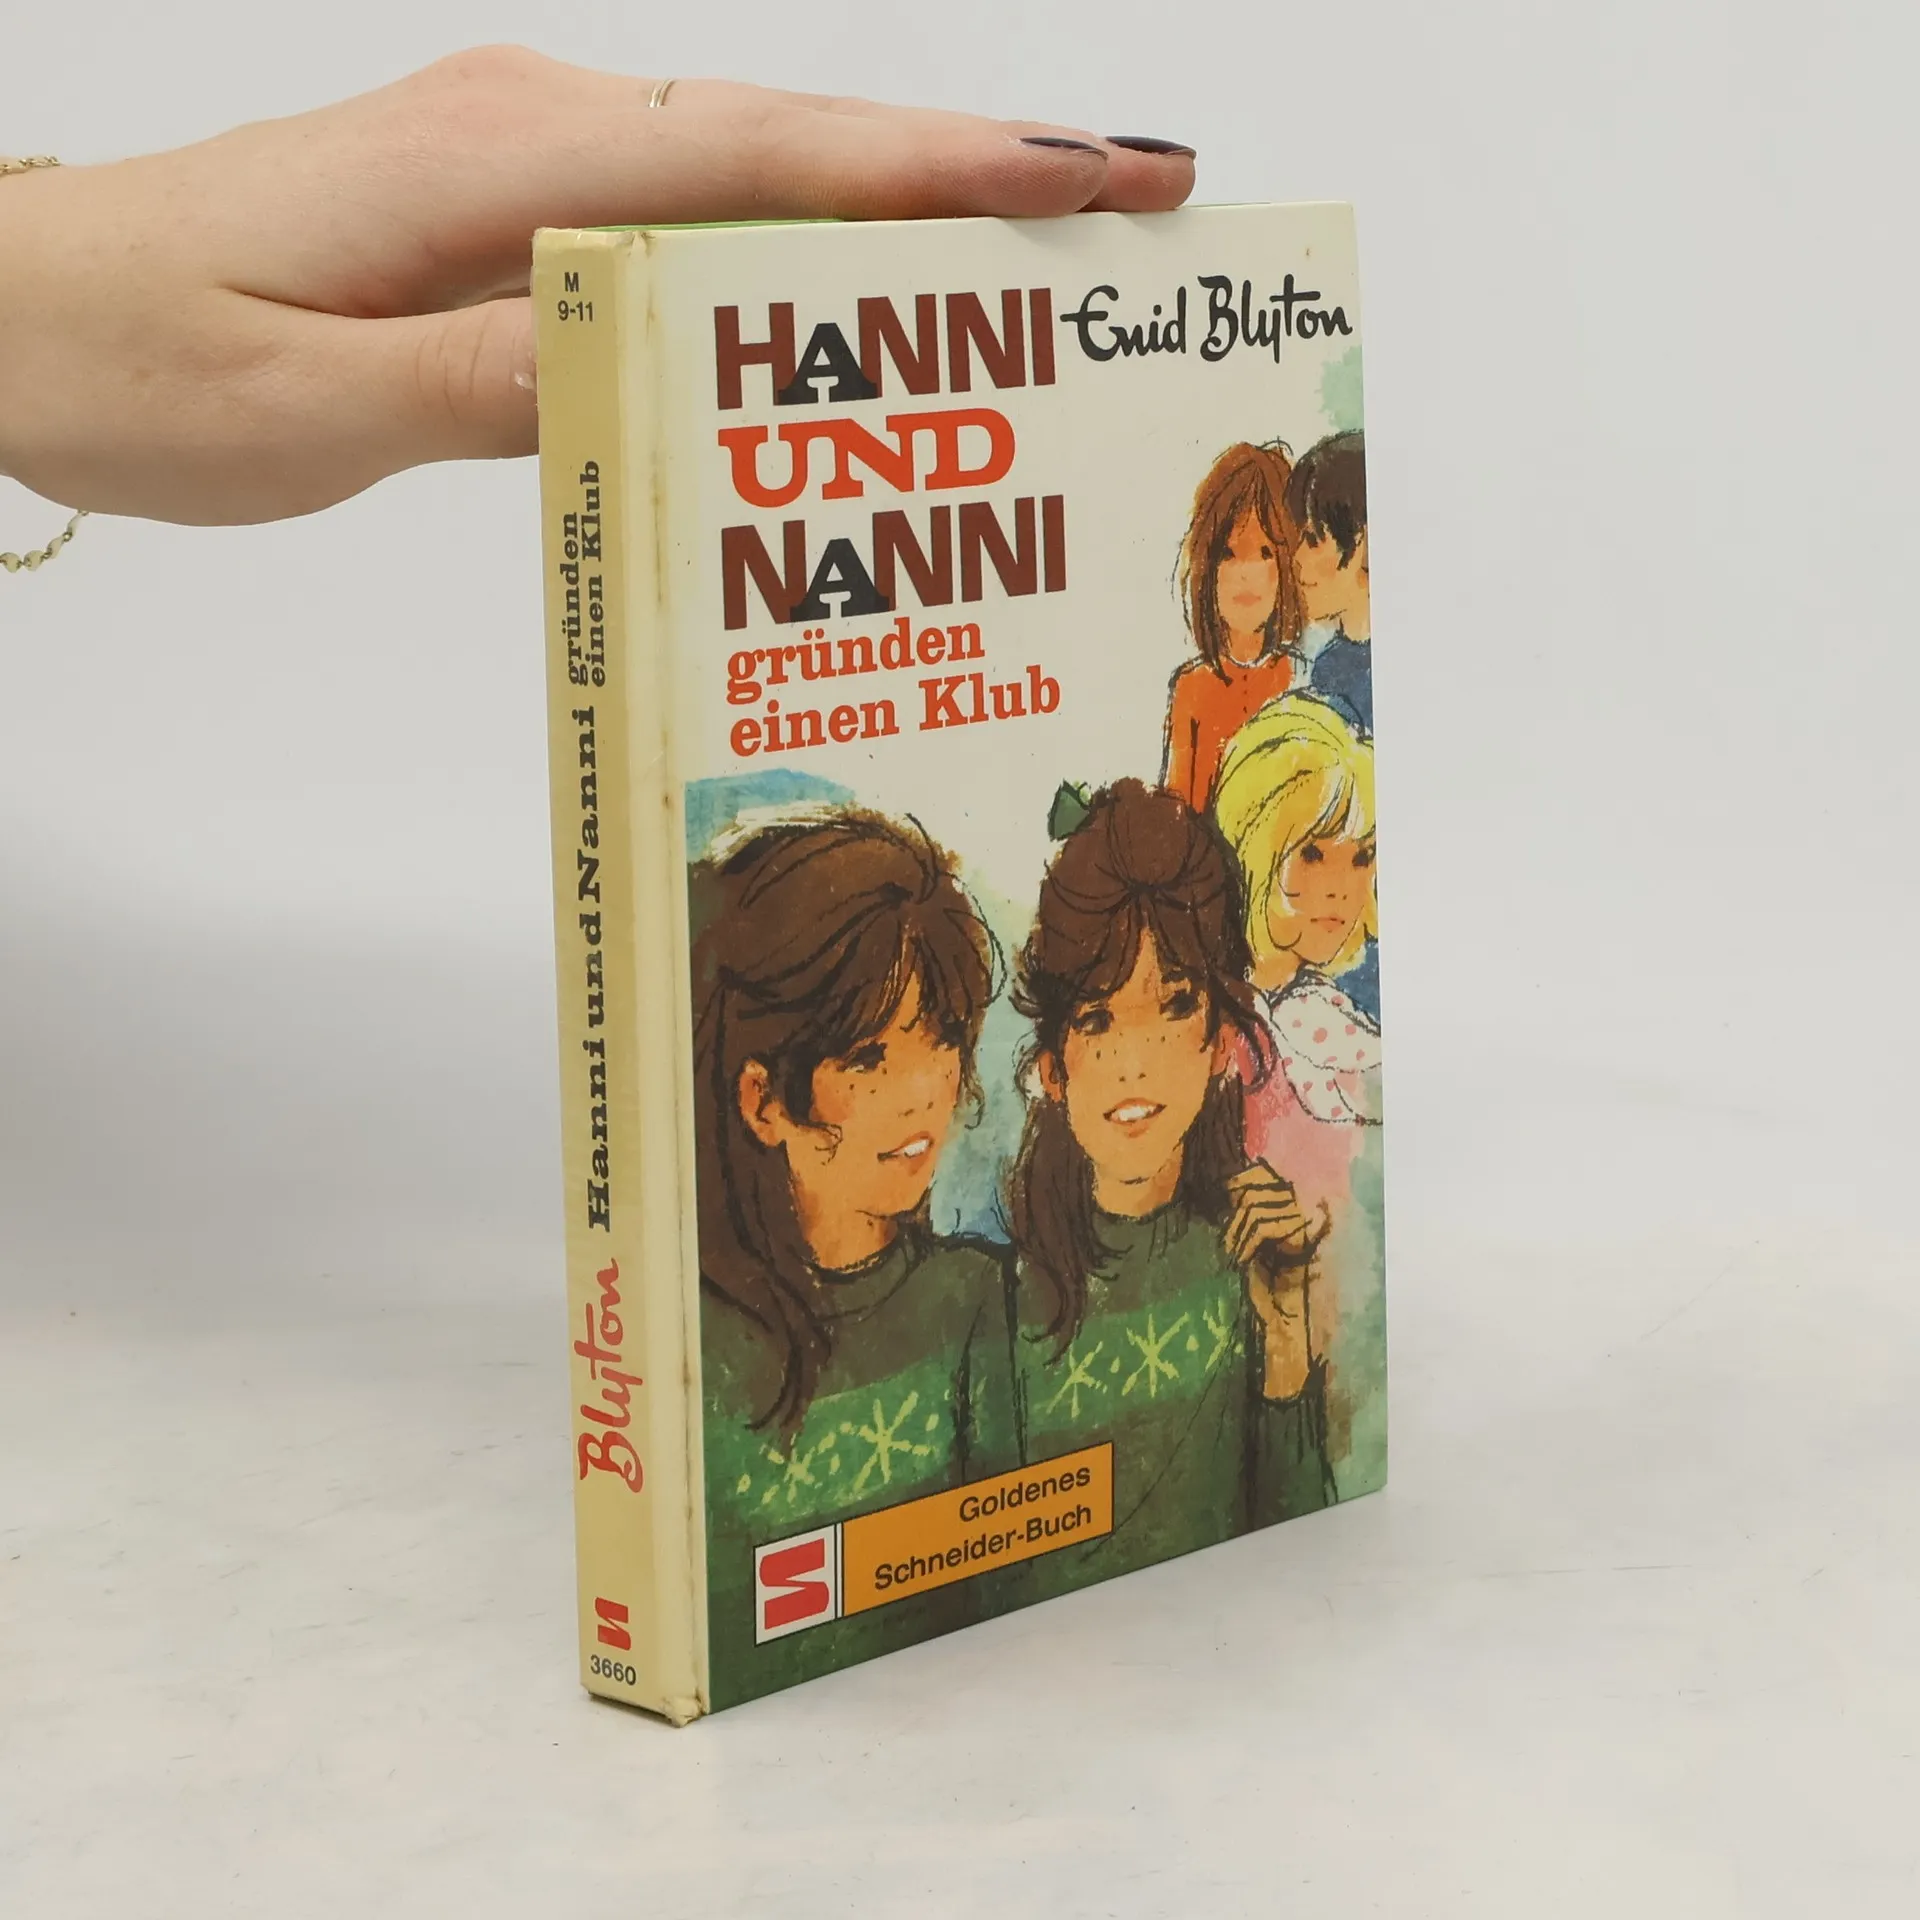 M
9-11
gründen
einen Klub
Hanni und Nanni
Blyton
3660
HANNI
Enid Blyton
UND
NANNI
gründen
einen Klub
Goldenes
Schneider-Buch